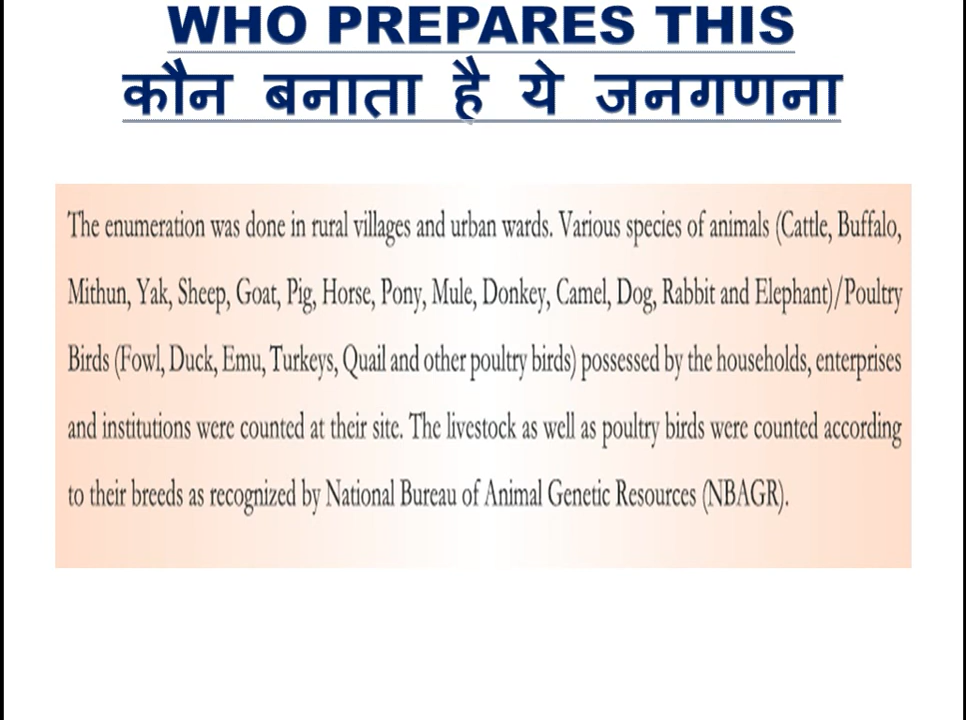 WHO PREPARES THIS
कौन बनाता है ये जनगणना
The enumeration was done in rural villages and urban wards. Various species of animals (Cattle, Buffalo,
Mithun, Yak, Sheep, Goat, Pig, Horse, Pony, Mule, Donkey, Camel, Dog, Rabbit and Elephant)/Poultry
Birds (Fowl, Duck, Emu, Turkeys, Quail and other poultry birds) possessed by the households, enterprises
and institutions were counted at their site. The livestock as well as poultry birds were counted according
to their breeds as recognized by National Bureau of Animal Genetic Resources (NBAGR).